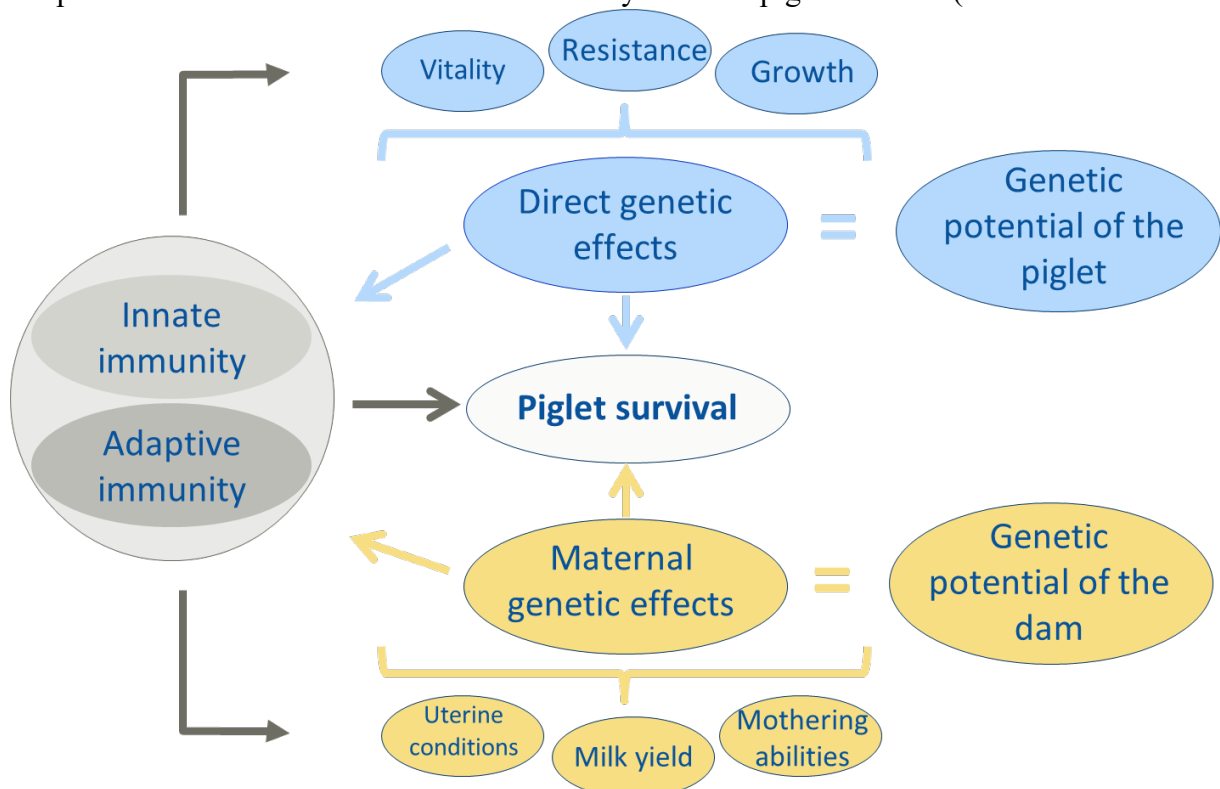 Vitality
Resistance
Growth
Direct genetic
effects
=
Genetic
potential of the
piglet
Innate
immunity
Adaptive
immunity
Piglet survival
Maternal
genetic effects
=
Genetic
potential of the
dam
Uterine
conditions
Milk yield
Mothering
abilities